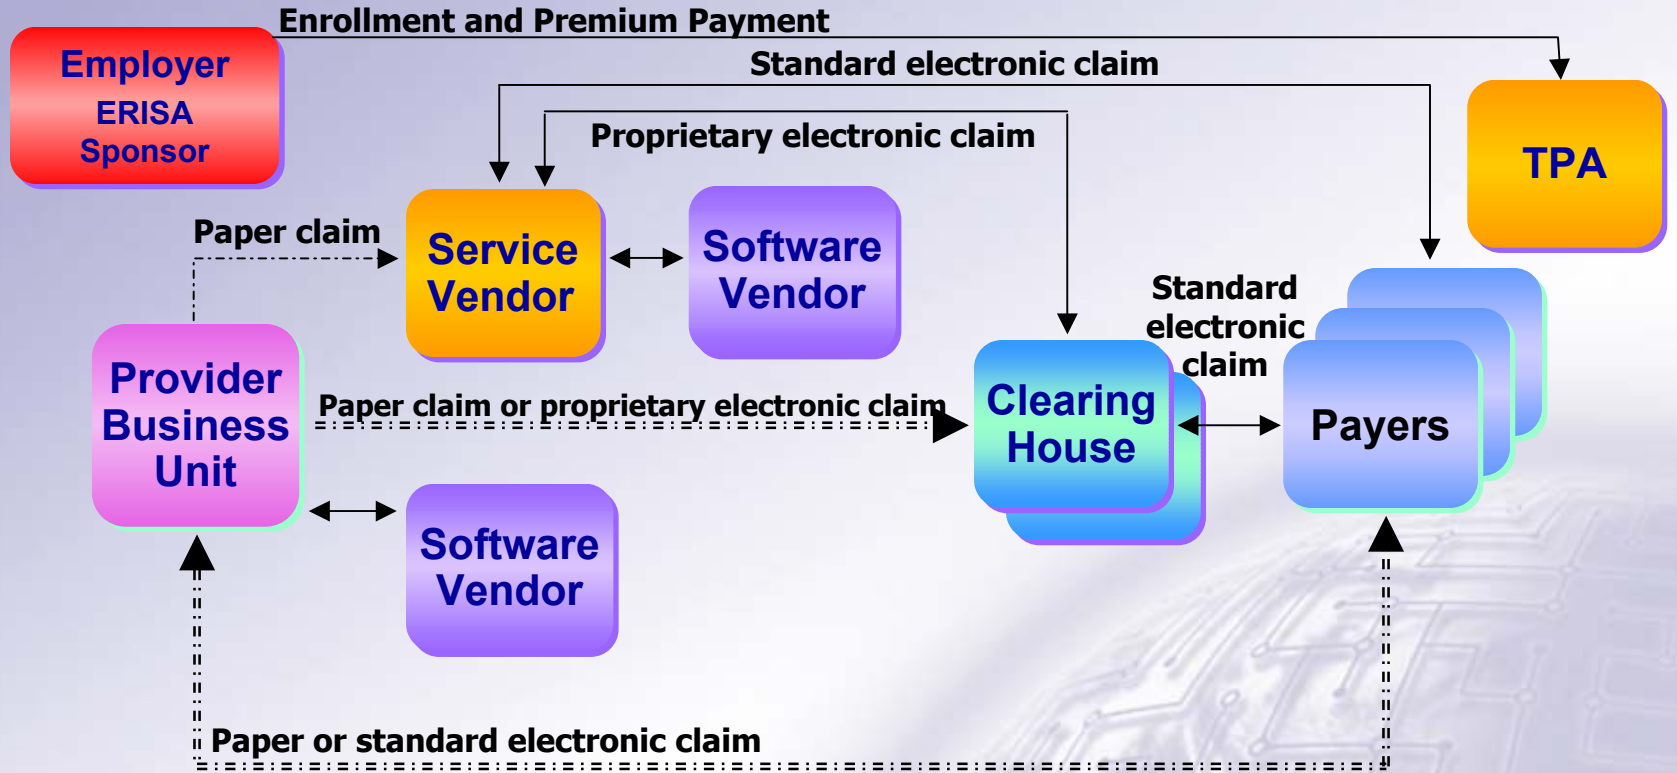 Enrollment and Premium Payment
Employer
ERISA
Sponsor
Standard electronic claim
Proprietary electronic claim
TPA
Paper claim
Service
Vendor
Software
Vendor
Standard
electronic
claim
Provider
Business
Unit
Paper claim or proprietary electronic claim
Clearing
House
Payers
Software
Vendor
Paper or standard electronic claim